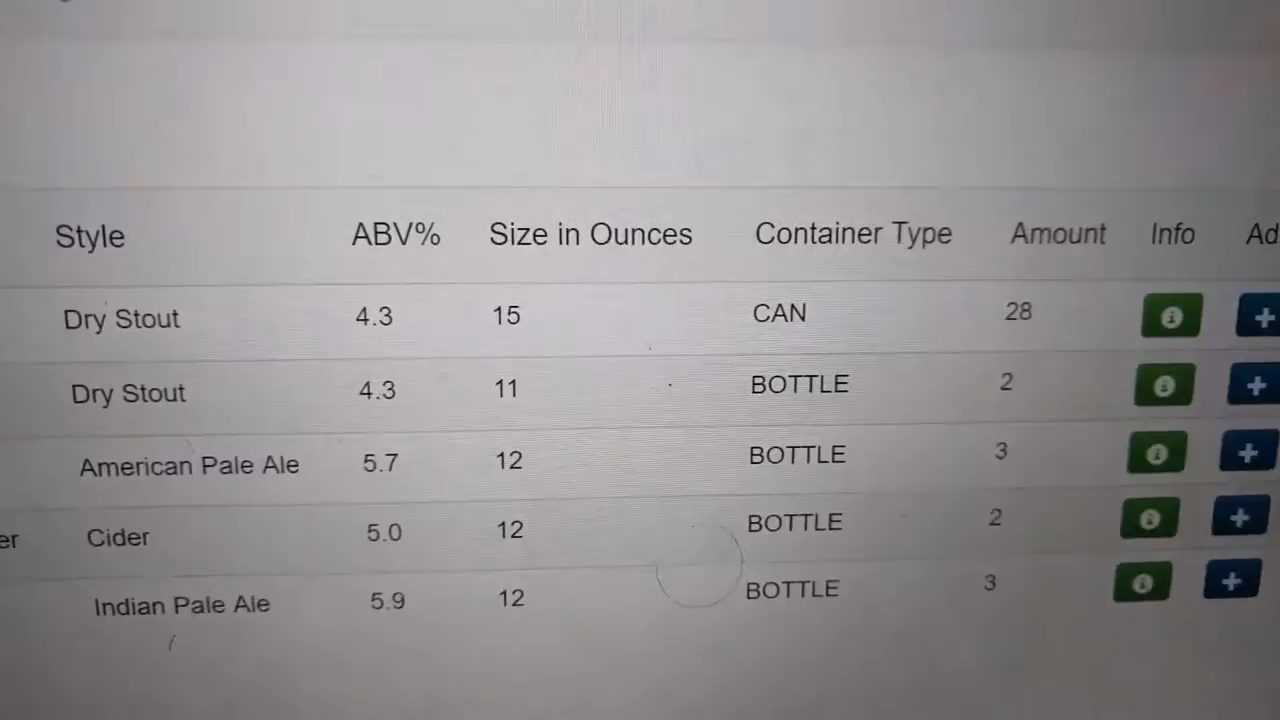 Style ABV% Size in Ounces Container Type Amount Info Ad
Dry Stout 4.3 15 CAN 28
Dry Stout 4.3 11 BOTTLE 2
American Pale Ale 5.7 12 BOTTLE 3
er Cider 5.0 12 BOTTLE 2
Indian Pale Ale 5.9 12 BOTTLE 3